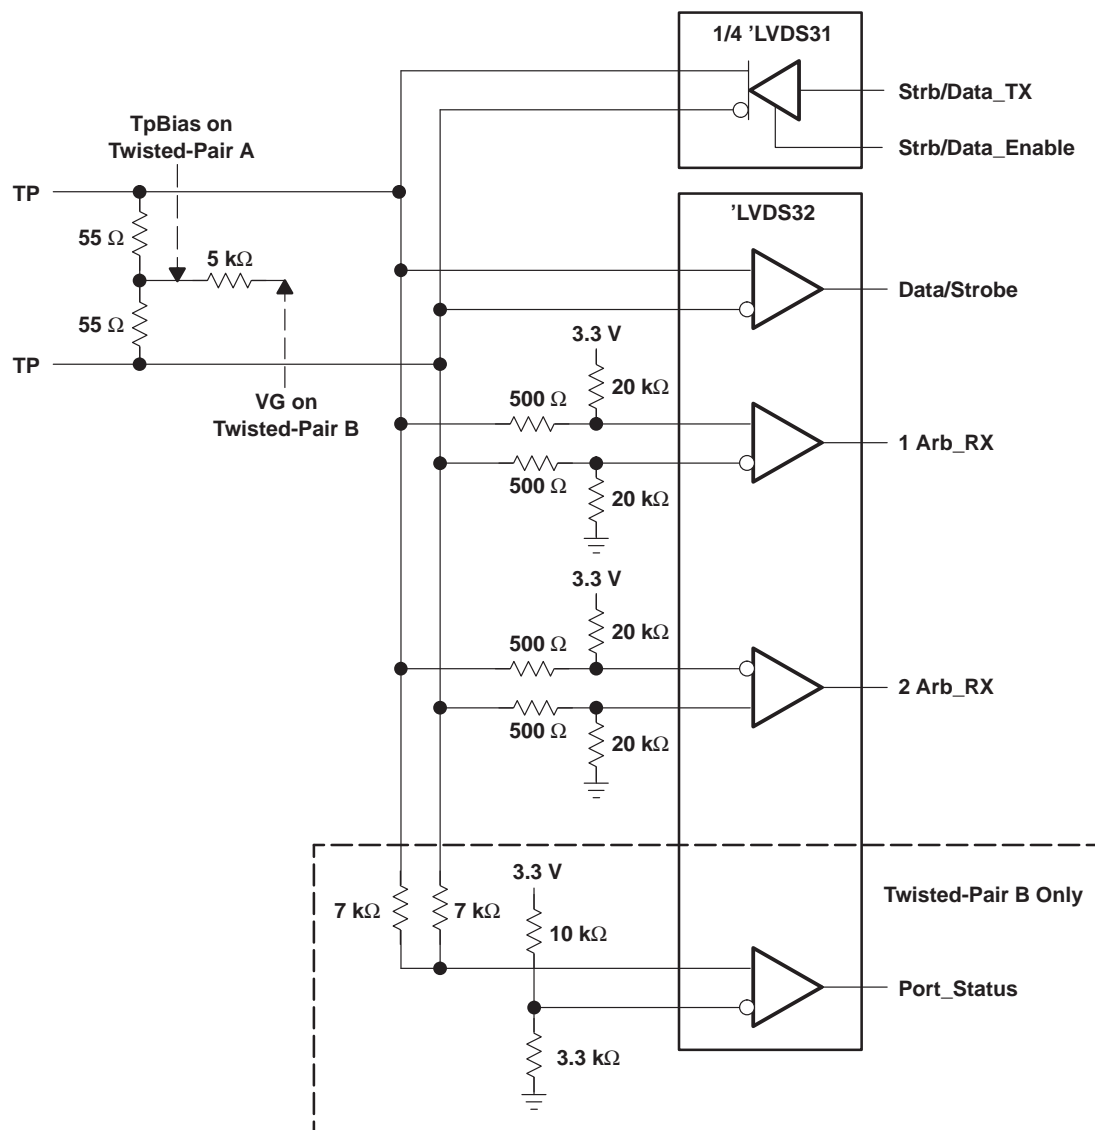 1/4 ’LVDS31
Strb/Data_TX
Strb/Data_Enable
TpBias on
Twisted-Pair A
TP
55 Ω
5 kΩ
55 Ω
TP
VG on
Twisted-Pair B
’LVDS32
Data/Strobe
3.3 V
20 kΩ
500 Ω
1 Arb_RX
500 Ω
20 kΩ
3.3 V
20 kΩ
500 Ω
2 Arb_RX
500 Ω
20 kΩ
3.3 V
Twisted-Pair B Only
7 kΩ
7 kΩ
10 kΩ
Port_Status
3.3 kΩ